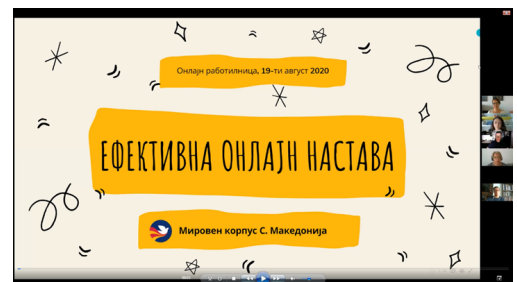 Онлајн работилница, 19-ти август 2020
ЕФЕКТИВНА ОНЛАЈН НАСТАВА
Мировен корпус С. Македонија